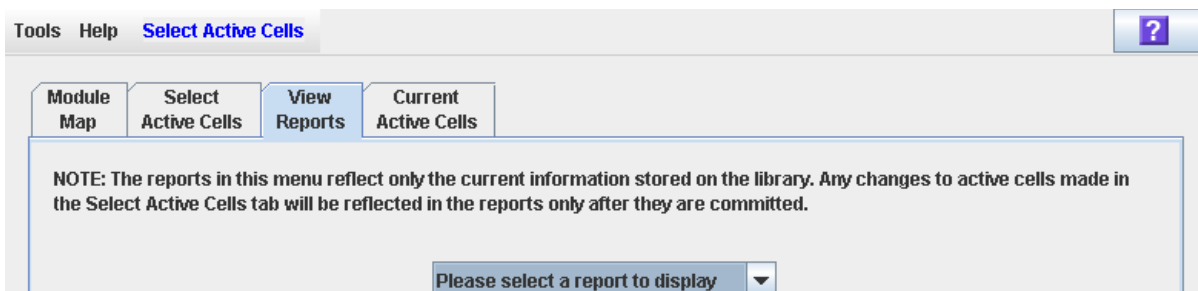 Tools Help Select Active Cells ?
Module Select View Current
Map Active Cells Reports Active Cells
NOTE: The reports in this menu reflect only the current information stored on the library. Any changes to active cells made in
the Select Active Cells tab will be reflected in the reports only after they are committed.
Please select a report to display